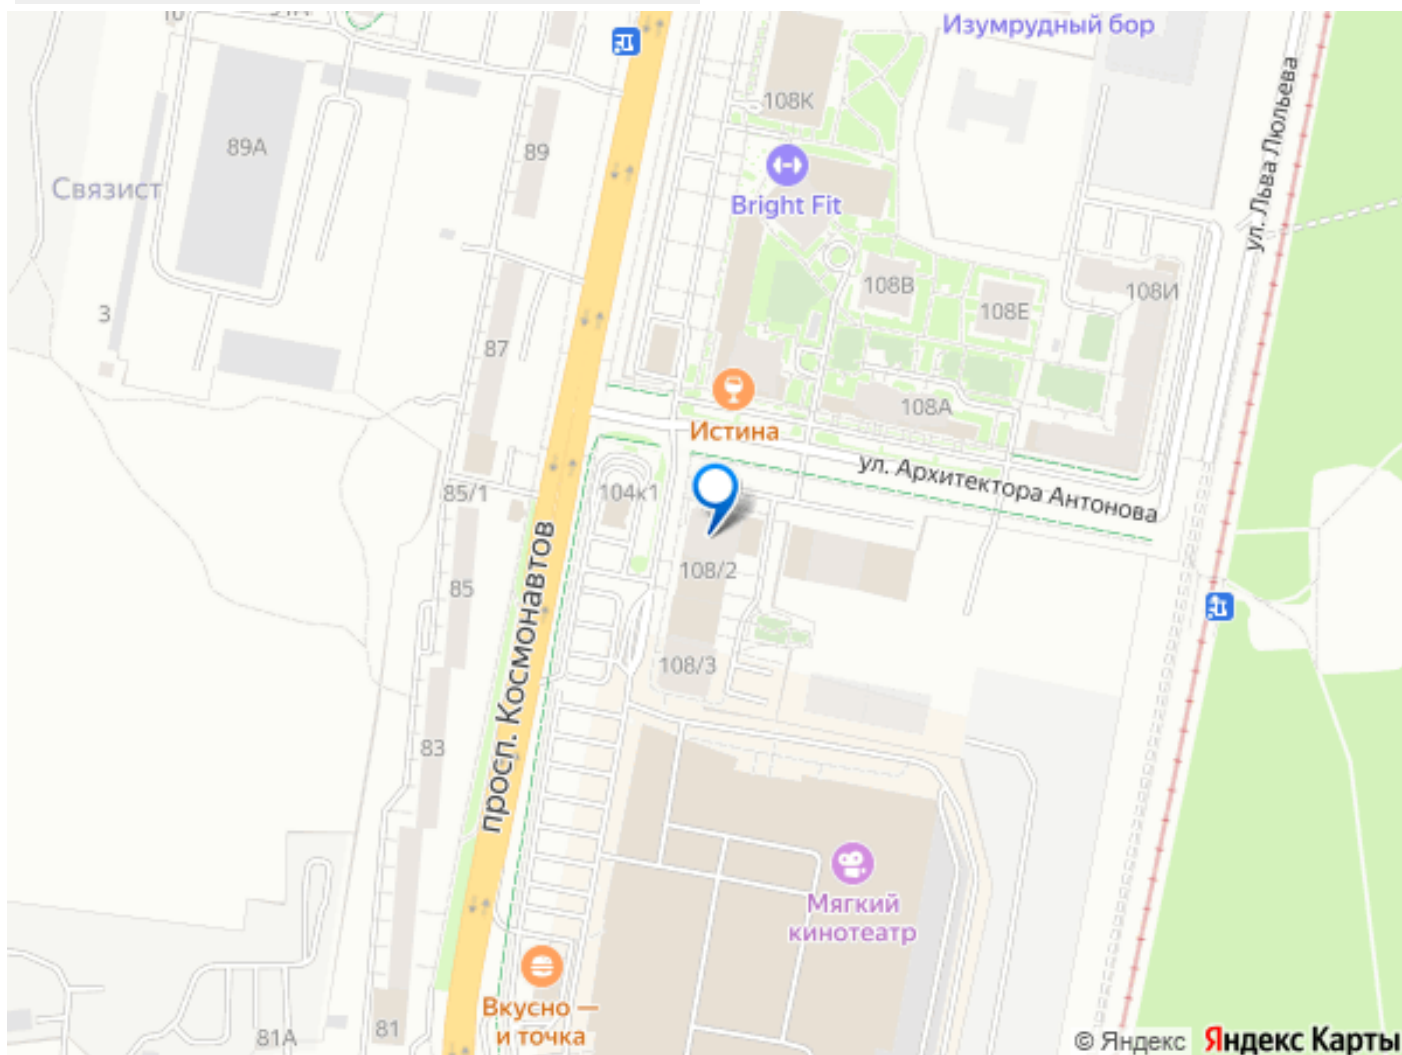 Изумрудный бор
108К
ул. Льва Люльева
89А
89
Связист
Bright Fit
108В
108Е
108И
3
87
Истина
108А
ул. Архитектора Антонова
85/1
104к1
просп. Космонавтов
108/2
85
108/3
83
Мягкий
кинотеатр
Вкусно —
и точка
81А
81
© Яндекс Яндекс Карты